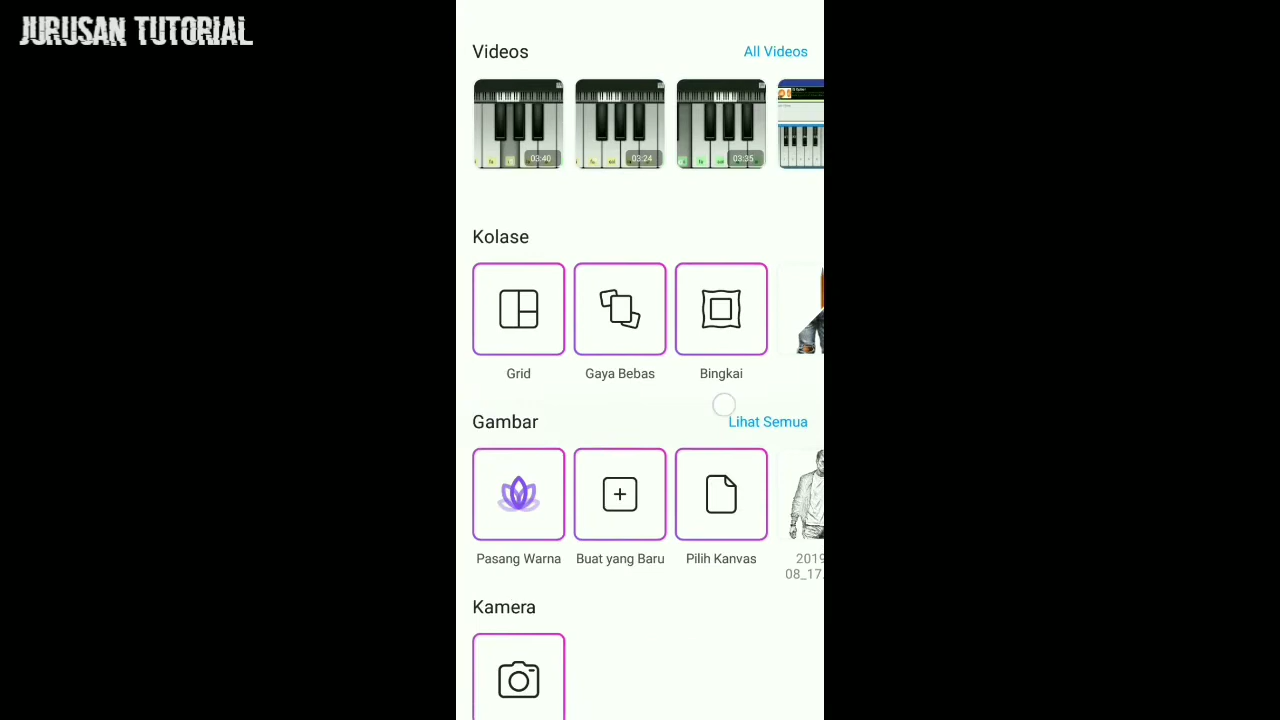 JURUSAN TUTORIAL
Videos
All Videos
03:40
03:24
03:35
Kolase
Grid
Gaya Bebas
Bingkai
Gambar
Lihat Semua
Pasang Warna
Buat yang Baru
Pilih Kanvas
2019
08_17
Kamera